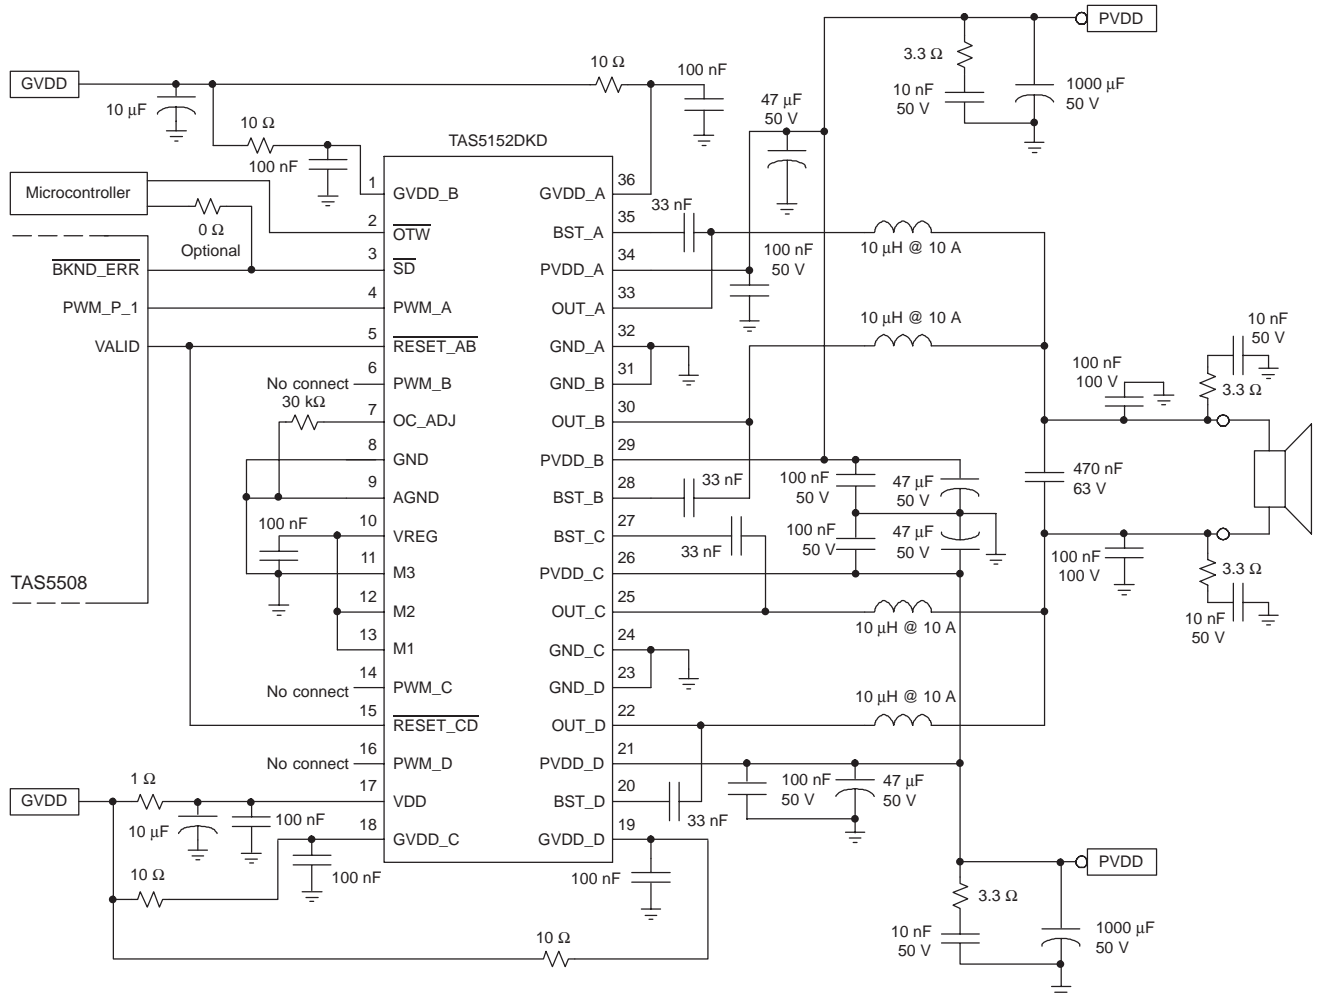 PVDD
3.3 Ω
10 nF
50 V
1000 µF
50 V
GVDD
10 µF
10 Ω
100 nF
47 µF
50 V
10 Ω
100 nF
TAS5152DKD
Microcontroller
0 Ω
Optional
1
GVDD_B
2
OTW
3
SD
4
PWM_A
5
RESET_AB
6
PWM_B
7
OC_ADJ
8
GND
9
AGND
10
VREG
11
M3
12
M2
13
M1
14
PWM_C
15
RESET_CD
16
PWM_D
17
VDD
18
GVDD_C
36
GVDD_A
35
BST_A
34
PVDD_A
33
OUT_A
32
GND_A
31
GND_B
30
OUT_B
29
PVDD_B
28
BST_B
27
BST_C
26
PVDD_C
25
OUT_C
24
GND_C
23
GND_D
22
OUT_D
21
PVDD_D
20
BST_D
19
GVDD_D
BKND_ERR
PWM_P_1
VALID
No connect
30 kΩ
100 nF
TAS5508
No connect
No connect
GVDD
1 Ω
10 µF
100 nF
10 Ω
100 nF
33 nF
100 nF
50 V
10 µH @ 10 A
10 µH @ 10 A
33 nF
33 nF
100 nF
50 V
47 µF
50 V
100 nF
50 V
47 µF
50 V
10 µH @ 10 A
10 µH @ 10 A
100 nF
100 V
10 nF
50 V
3.3 Ω
470 nF
63 V
100 nF
100 V
3.3 Ω
10 nF
50 V
100 nF
50 V
47 µF
50 V
33 nF
100 nF
10 Ω
PVDD
3.3 Ω
10 nF
50 V
1000 µF
50 V